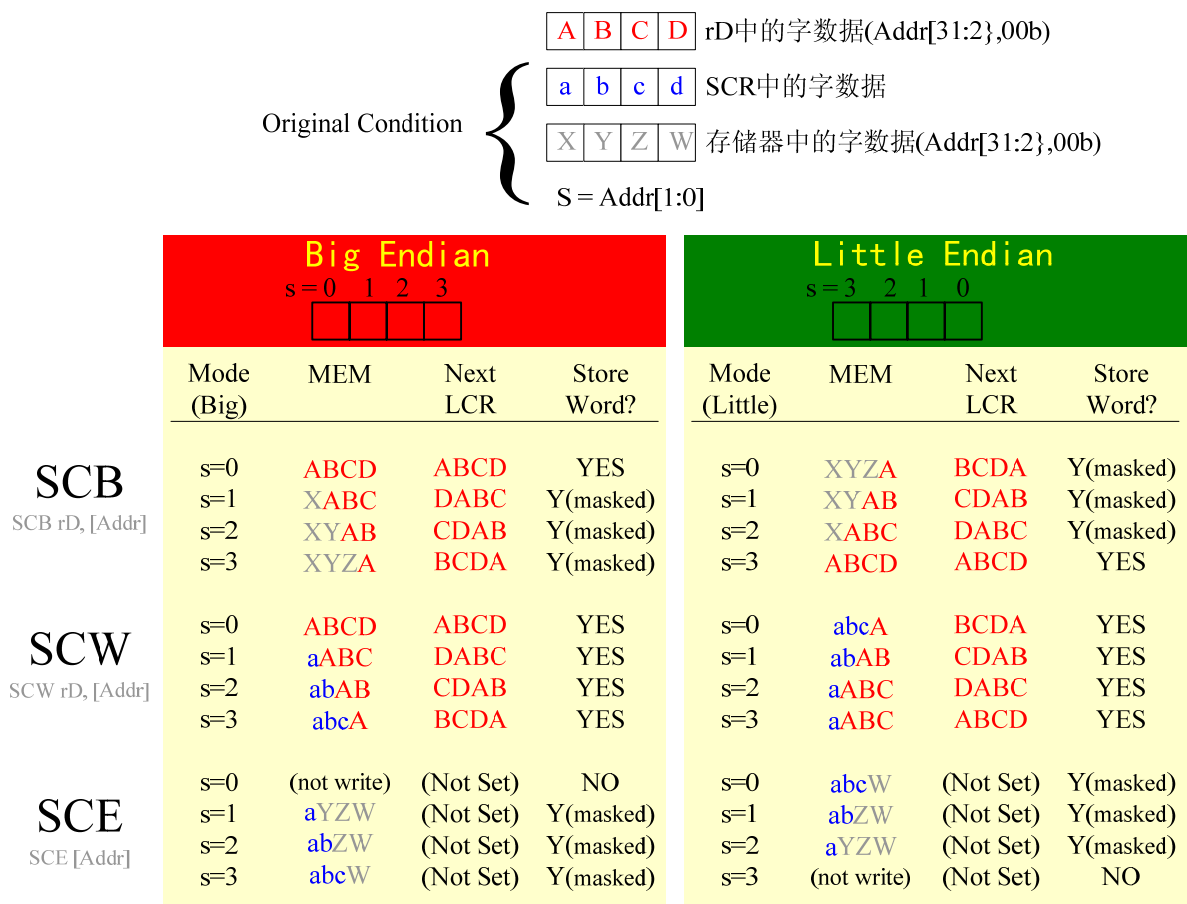 A B C D rD中的字数据(Addr[31:2},00b)
a b c d SCR中的字数据
Original Condition
X Y Z W 存储器中的字数据(Addr[31:2},00b)
S = Addr[1:0]
Big Endian
s = 0 1 2 3
Mode (Big) MEM Next LCR Store Word?
SCB
SCB rD, [Addr]
s=0 ABCD ABCD YES
s=1 XABC DABC Y(masked)
s=2 XYAB CDAB Y(masked)
s=3 XYZA BCDA Y(masked)
SCW
SCW rD, [Addr]
s=0 ABCD ABCD YES
s=1 aABC DABC YES
s=2 abAB CDAB YES
s=3 abcA BCDA YES
SCE
SCE [Addr]
s=0 (not write) (Not Set) NO
s=1 aYZW (Not Set) Y(masked)
s=2 abZW (Not Set) Y(masked)
s=3 abcW (Not Set) Y(masked)
Little Endian
s = 3 2 1 0
Mode (Little) MEM Next LCR Store Word?
s=0 XYZA BCDA Y(masked)
s=1 XYAB CDAB Y(masked)
s=2 XABC DABC Y(masked)
s=3 ABCD ABCD YES
s=0 abcA BCDA YES
s=1 abAB CDAB YES
s=2 aABC DABC YES
s=3 aABC ABCD YES
s=0 abcW (Not Set) Y(masked)
s=1 abZW (Not Set) Y(masked)
s=2 aYZW (Not Set) Y(masked)
s=3 (not write) (Not Set) NO